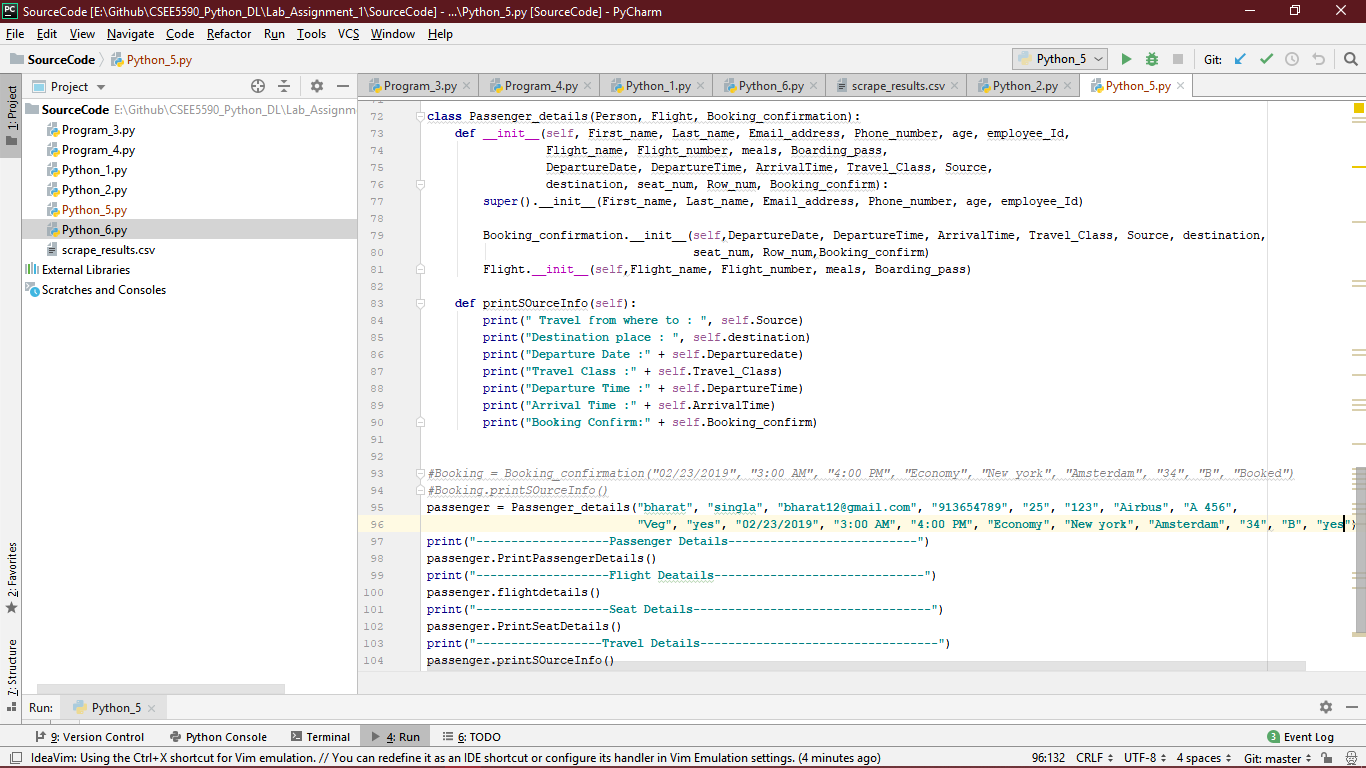 SourceCode [E:\Github\CSEE5590_Python_DL\Lab_Assignment_1\SourceCode] - ...\Python_5.py [SourceCode] - PyCharm
File Edit View Navigate Code Refactor Run Tools VCS Window Help
SourceCode Python_5.py Python_5 Git:
1: Project
2: Favorites
7: Structure
Project
SourceCode E:\Github\CSEE5590_Python_DL\Lab_Assignm
Program_3.py
Program_4.py
Python_1.py
Python_2.py
Python_5.py
Python_6.py
scrape_results.csv
External Libraries
Scratches and Consoles
Program_3.py Program_4.py Python_1.py Python_6.py scrape_results.csv Python_2.py Python_5.py
71
72 class Passenger_details(Person, Flight, Booking_confirmation):
73 def __init__(self, First_name, Last_name, Email_address, Phone_number, age, employee_Id,
74 Flight_name, Flight_number, meals, Boarding_pass,
75 DepartureDate, DepartureTime, ArrivalTime, Travel_Class, Source,
76 destination, seat_num, Row_num, Booking_confirm):
77 super().__init__(First_name, Last_name, Email_address, Phone_number, age, employee_Id)
78
79 Booking_confirmation.__init__(self,DepartureDate, DepartureTime, ArrivalTime, Travel_Class, Source, destination,
80 seat_num, Row_num,Booking_confirm)
81 Flight.__init__(self,Flight_name, Flight_number, meals, Boarding_pass)
82
83 def printSOurceInfo(self):
84 print(" Travel from where to : ", self.Source)
85 print("Destination place : ", self.destination)
86 print("Departure Date :" + self.Departuredate)
87 print("Travel Class :" + self.Travel_Class)
88 print("Departure Time :" + self.DepartureTime)
89 print("Arrival Time :" + self.ArrivalTime)
90 print("Booking Confirm:" + self.Booking_confirm)
91
92
93 #Booking = Booking_confirmation("02/23/2019", "3:00 AM", "4:00 PM", "Economy", "New york", "Amsterdam", "34", "B", "Booked")
94 #Booking.printSOurceInfo()
95 passenger = Passenger_details("bharat", "singla", "bharat12@gmail.com", "913654789", "25", "123", "Airbus", "A 456",
96 "Veg", "yes", "02/23/2019", "3:00 AM", "4:00 PM", "Economy", "New york", "Amsterdam", "34", "B", "yes")
97 print("-------------------Passenger Details---------------------------")
98 passenger.PrintPassengerDetails()
99 print("-------------------Flight Deatails------------------------------")
100 passenger.flightdetails()
101 print("-------------------Seat Details----------------------------------")
102 passenger.PrintSeatDetails()
103 print("------------------Travel Details----------------------------------")
104 passenger.printSOurceInfo()
Run: Python_5
9: Version Control Python Console Terminal 4: Run 6: TODO 3 Event Log
IdeaVim: Using the Ctrl+X shortcut for Vim emulation. // You can redefine it as an IDE shortcut or configure its handler in Vim Emulation settings. (4 minutes ago) 96:132 CRLF UTF-8 4 spaces Git: master